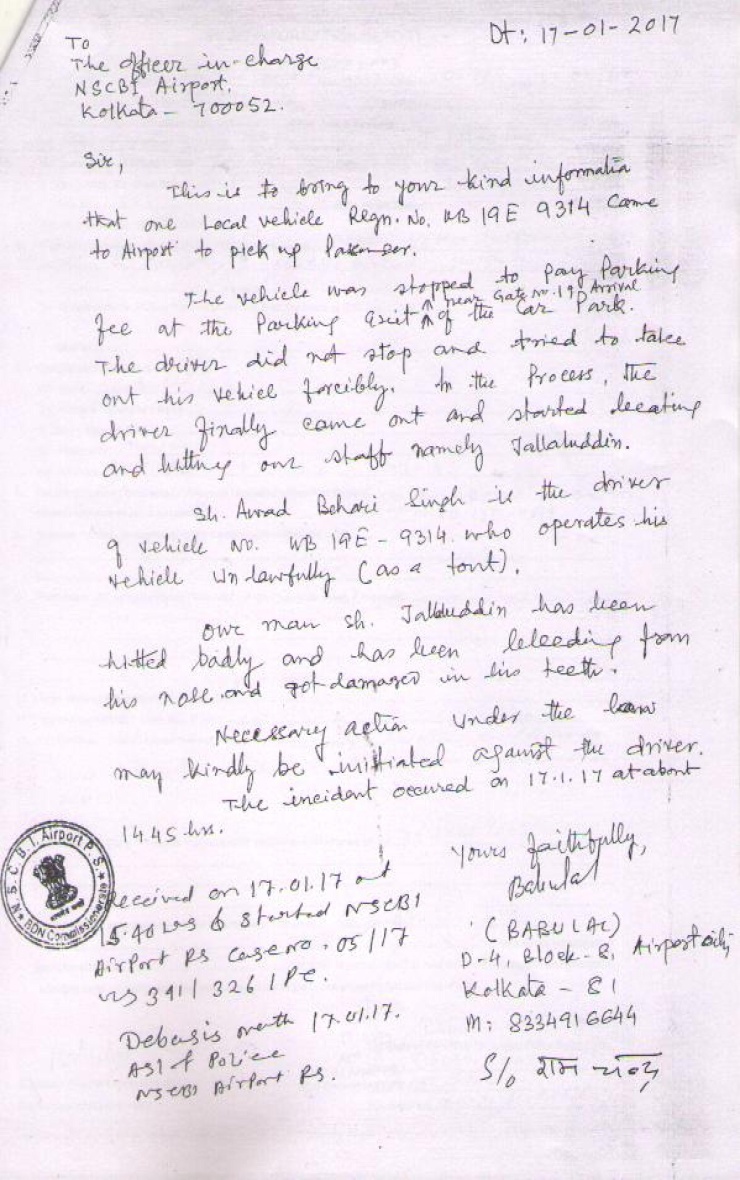 Dt: 17-01-2017
To
The officer in-charge
NSCBI Airport,
Kolkata - 700052.
Sir,
This is to bring to your kind information
that one Local vehicle Regn. No. WB 19E 9314 came
to Airport to pick up Passenser.
The vehicle was stopped to pay Parking
near Gate No. 19 Arrival
fee at the Parking exit of the Car Park.
The driver did not stop and tried to take
out his vehicel forcibly. In the Process, the
driver finally came out and started beating
and hitting our staff namely Jallaluddin.
Sh. Awad Behari Singh is the driver
of vehicle No. WB 19E - 9314. who operates his
vehicle Un-lawfully (as a tout).
Our man Sh. Jallaluddin has been
hitted badly and has been bleeding from
his nose and got damaged in his teeth.
Necessary action under the law
may kindly be initiated against the driver.
The incident occured on 17.1.17 at about
14.45 hrs.
Yours faithfully,
Babulal
(BABULAL)
D-4, Block-8, Airport city
Kolkata - 81
M: 8334916644
S/o राम
N. S. C. B. I. Airport P. S.
BDN Commissionerate
Received on 17.01.17 at
15.40 hrs & Started NSCBI
Airport PS Case no. 05/17
u/s 341/326 IPC.
Debasis 17.01.17.
ASI of Police
NSCBI Airport PS.